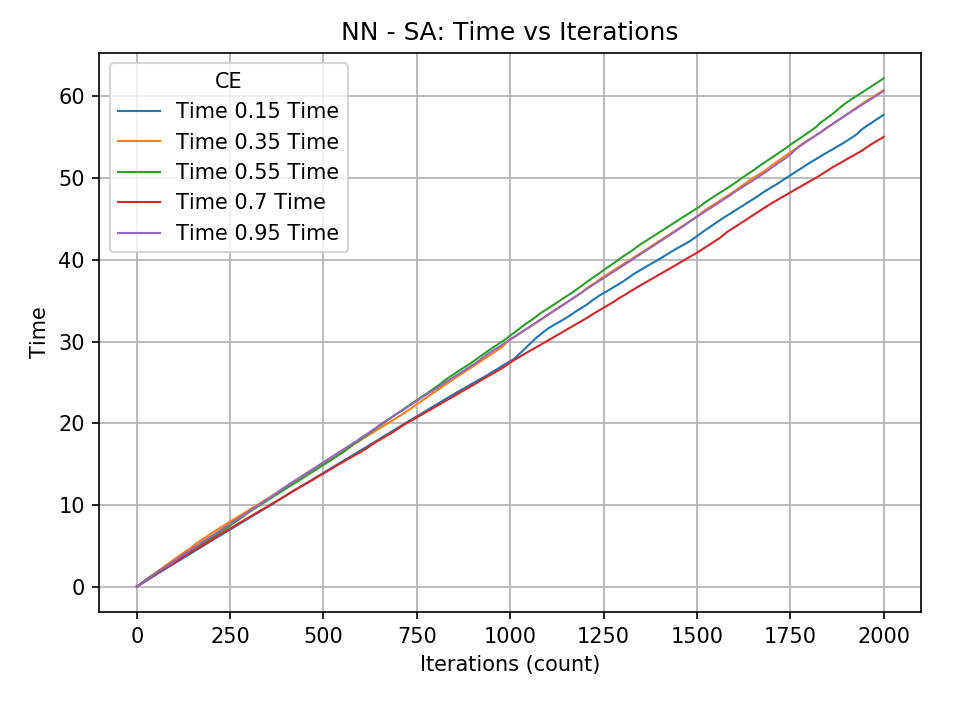 NN - SA: Time vs Iterations
CE
Time 0.15 Time
Time 0.35 Time
Time 0.55 Time
Time 0.7 Time
Time 0.95 Time
Time
60
50
40
30
20
10
0
0 250 500 750 1000 1250 1500 1750 2000
Iterations (count)